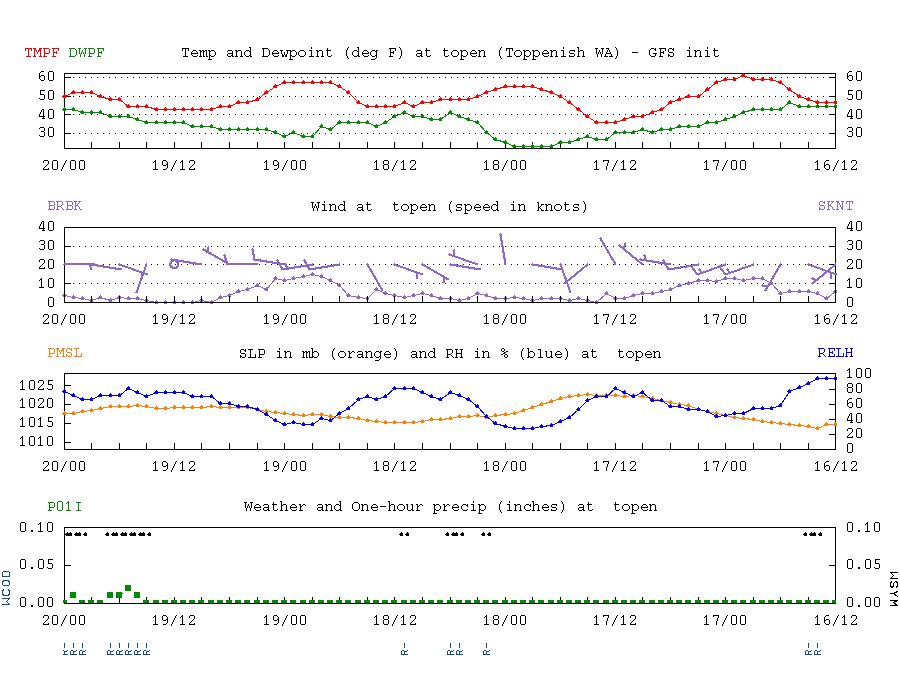 TMPF DWPF Temp and Dewpoint (deg F) at topen (Toppenish WA) - GFS init
60 60
50 50
40 40
30 30
20/00 19/12 19/00 18/12 18/00 17/12 17/00 16/12
BRBK Wind at topen (speed in knots) SKNT
40 40
30 30
20 20
10 10
0 0
20/00 19/12 19/00 18/12 18/00 17/12 17/00 16/12
PMSL SLP in mb (orange) and RH in % (blue) at topen RELH
100
1025 80
1020 60
1015 40
20
1010 0
20/00 19/12 19/00 18/12 18/00 17/12 17/00 16/12
P01I Weather and One-hour precip (inches) at topen
0.10 0.10
0.05 0.05
WCOD WSYM
0.00 0.00
20/00 19/12 19/00 18/12 18/00 17/12 17/00 16/12
R- R- R- R- R- R- R- R- R- R- R- R- R- R-